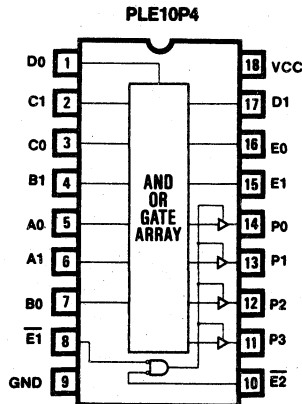 PLE10P4
D0 1 18 VCC
C1 2 17 D1
C0 3 16 E0
B1 4 15 E1
A0 5 14 P0
A1 6 13 P1
B0 7 12 P2
E1 8 11 P3
GND 9 10 E2
AND
OR
GATE
ARRAY